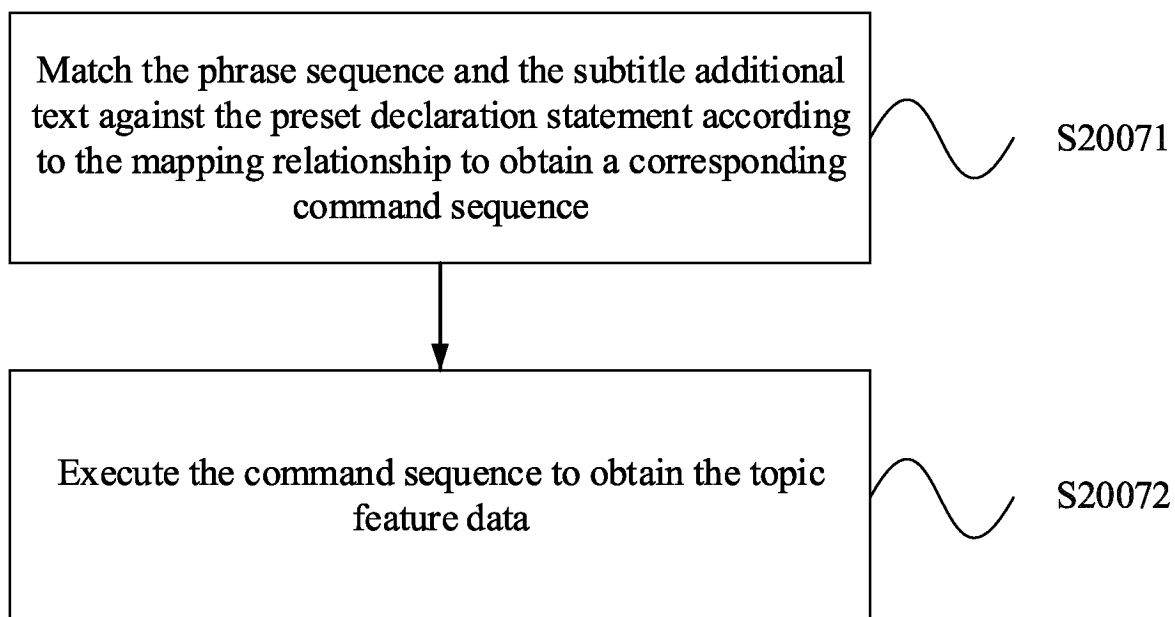 Match the phrase sequence and the subtitle additional
text against the preset declaration statement according
to the mapping relationship to obtain a corresponding
command sequence
S20071
Execute the command sequence to obtain the topic
feature data
S20072